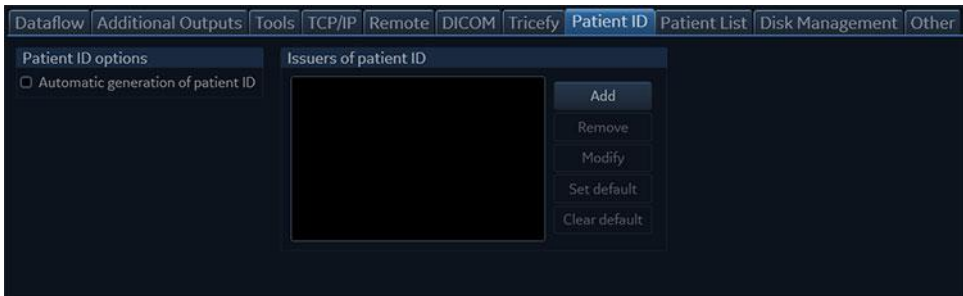 Dataflow Additional Outputs Tools TCP/IP Remote DICOM Tricefy Patient ID Patient List Disk Management Other
Patient ID options
Automatic generation of patient ID
Issuers of patient ID
Add
Remove
Modify
Set default
Clear default